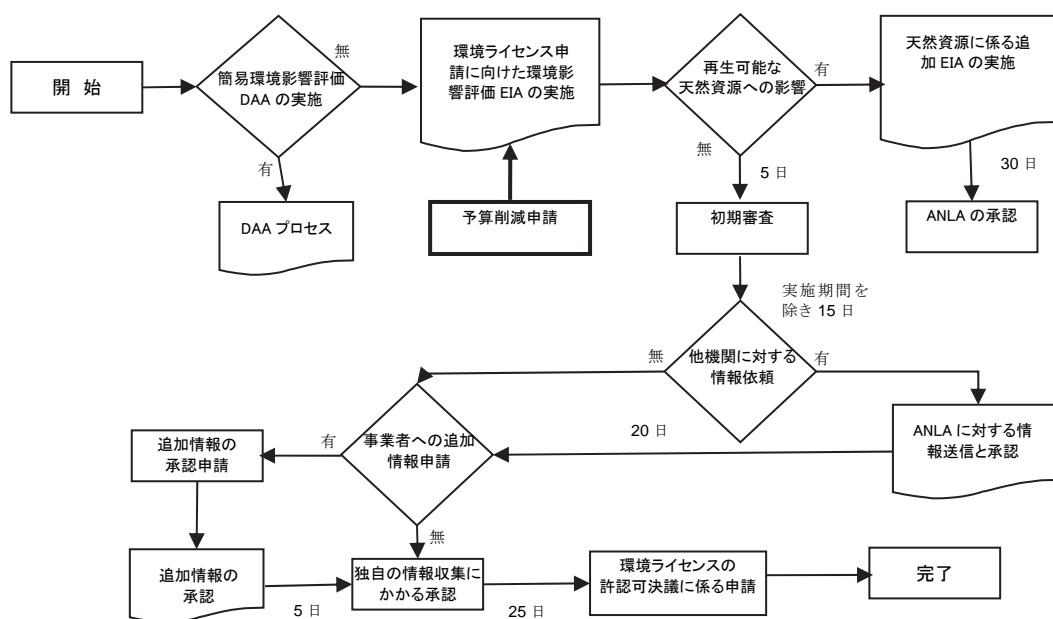 開 始
簡易環境影響評価
DAA の実施
無
有
DAA プロセス
環境ライセンス申
請に向けた環境影
響評価 EIA の実施
予算削減申請
再生可能な
天然資源への影響
有
無
天然資源に係る追
加 EIA の実施
30 日
ANLA の承認
5 日
初期審査
実施期間を
除き 15 日
他機関に対する
情報依頼
無
有
ANLA に対する情
報送信と承認
20 日
事業者への追加
情報申請
有
無
追加情報の
承認申請
追加情報の
承認
5 日
独自の情報収集に
かかる承認
25 日
環境ライセンスの
許認可決議に係る申請
完了